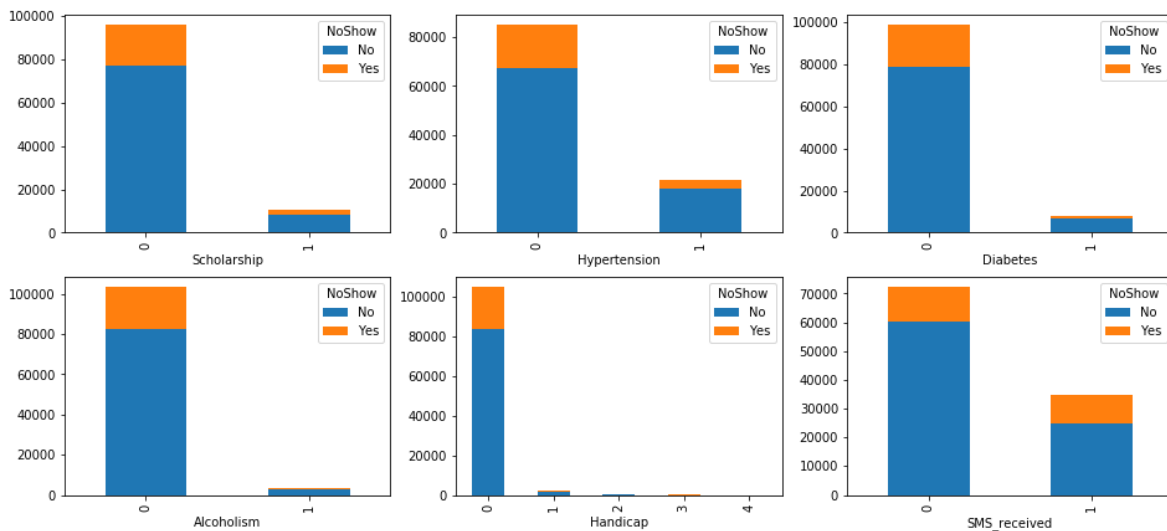 100000
80000
60000
40000
20000
0
NoShow
No
Yes
0
1
Scholarship
80000
60000
40000
20000
0
NoShow
No
Yes
0
1
Hypertension
100000
80000
60000
40000
20000
0
NoShow
No
Yes
0
1
Diabetes
100000
80000
60000
40000
20000
0
NoShow
No
Yes
0
1
Alcoholism
100000
80000
60000
40000
20000
0
NoShow
No
Yes
0
1
2
3
4
Handicap
70000
60000
50000
40000
30000
20000
10000
0
NoShow
No
Yes
0
1
SMS_received